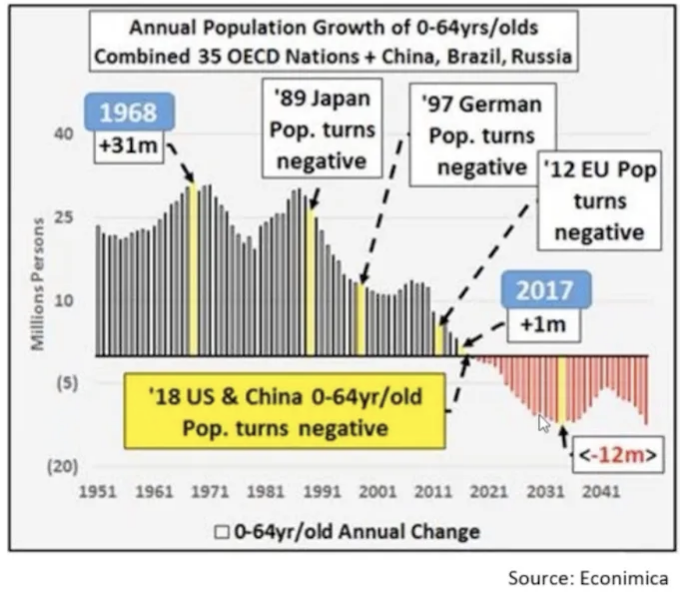 Annual Population Growth of 0-64yrs/olds
Combined 35 OECD Nations + China, Brazil, Russia
1968
+31m
'89 Japan
Pop. turns
negative
'97 German
Pop. turns
negative
'12 EU Pop
turns
negative
2017
+1m
'18 US & China 0-64yr/old
Pop. turns negative
<-12m>
Millions Persons
40
25
10
(5)
(20)
1951 1961 1971 1981 1991 2001 2011 2021 2031 2041
0-64yr/old Annual Change
Source: Econimica